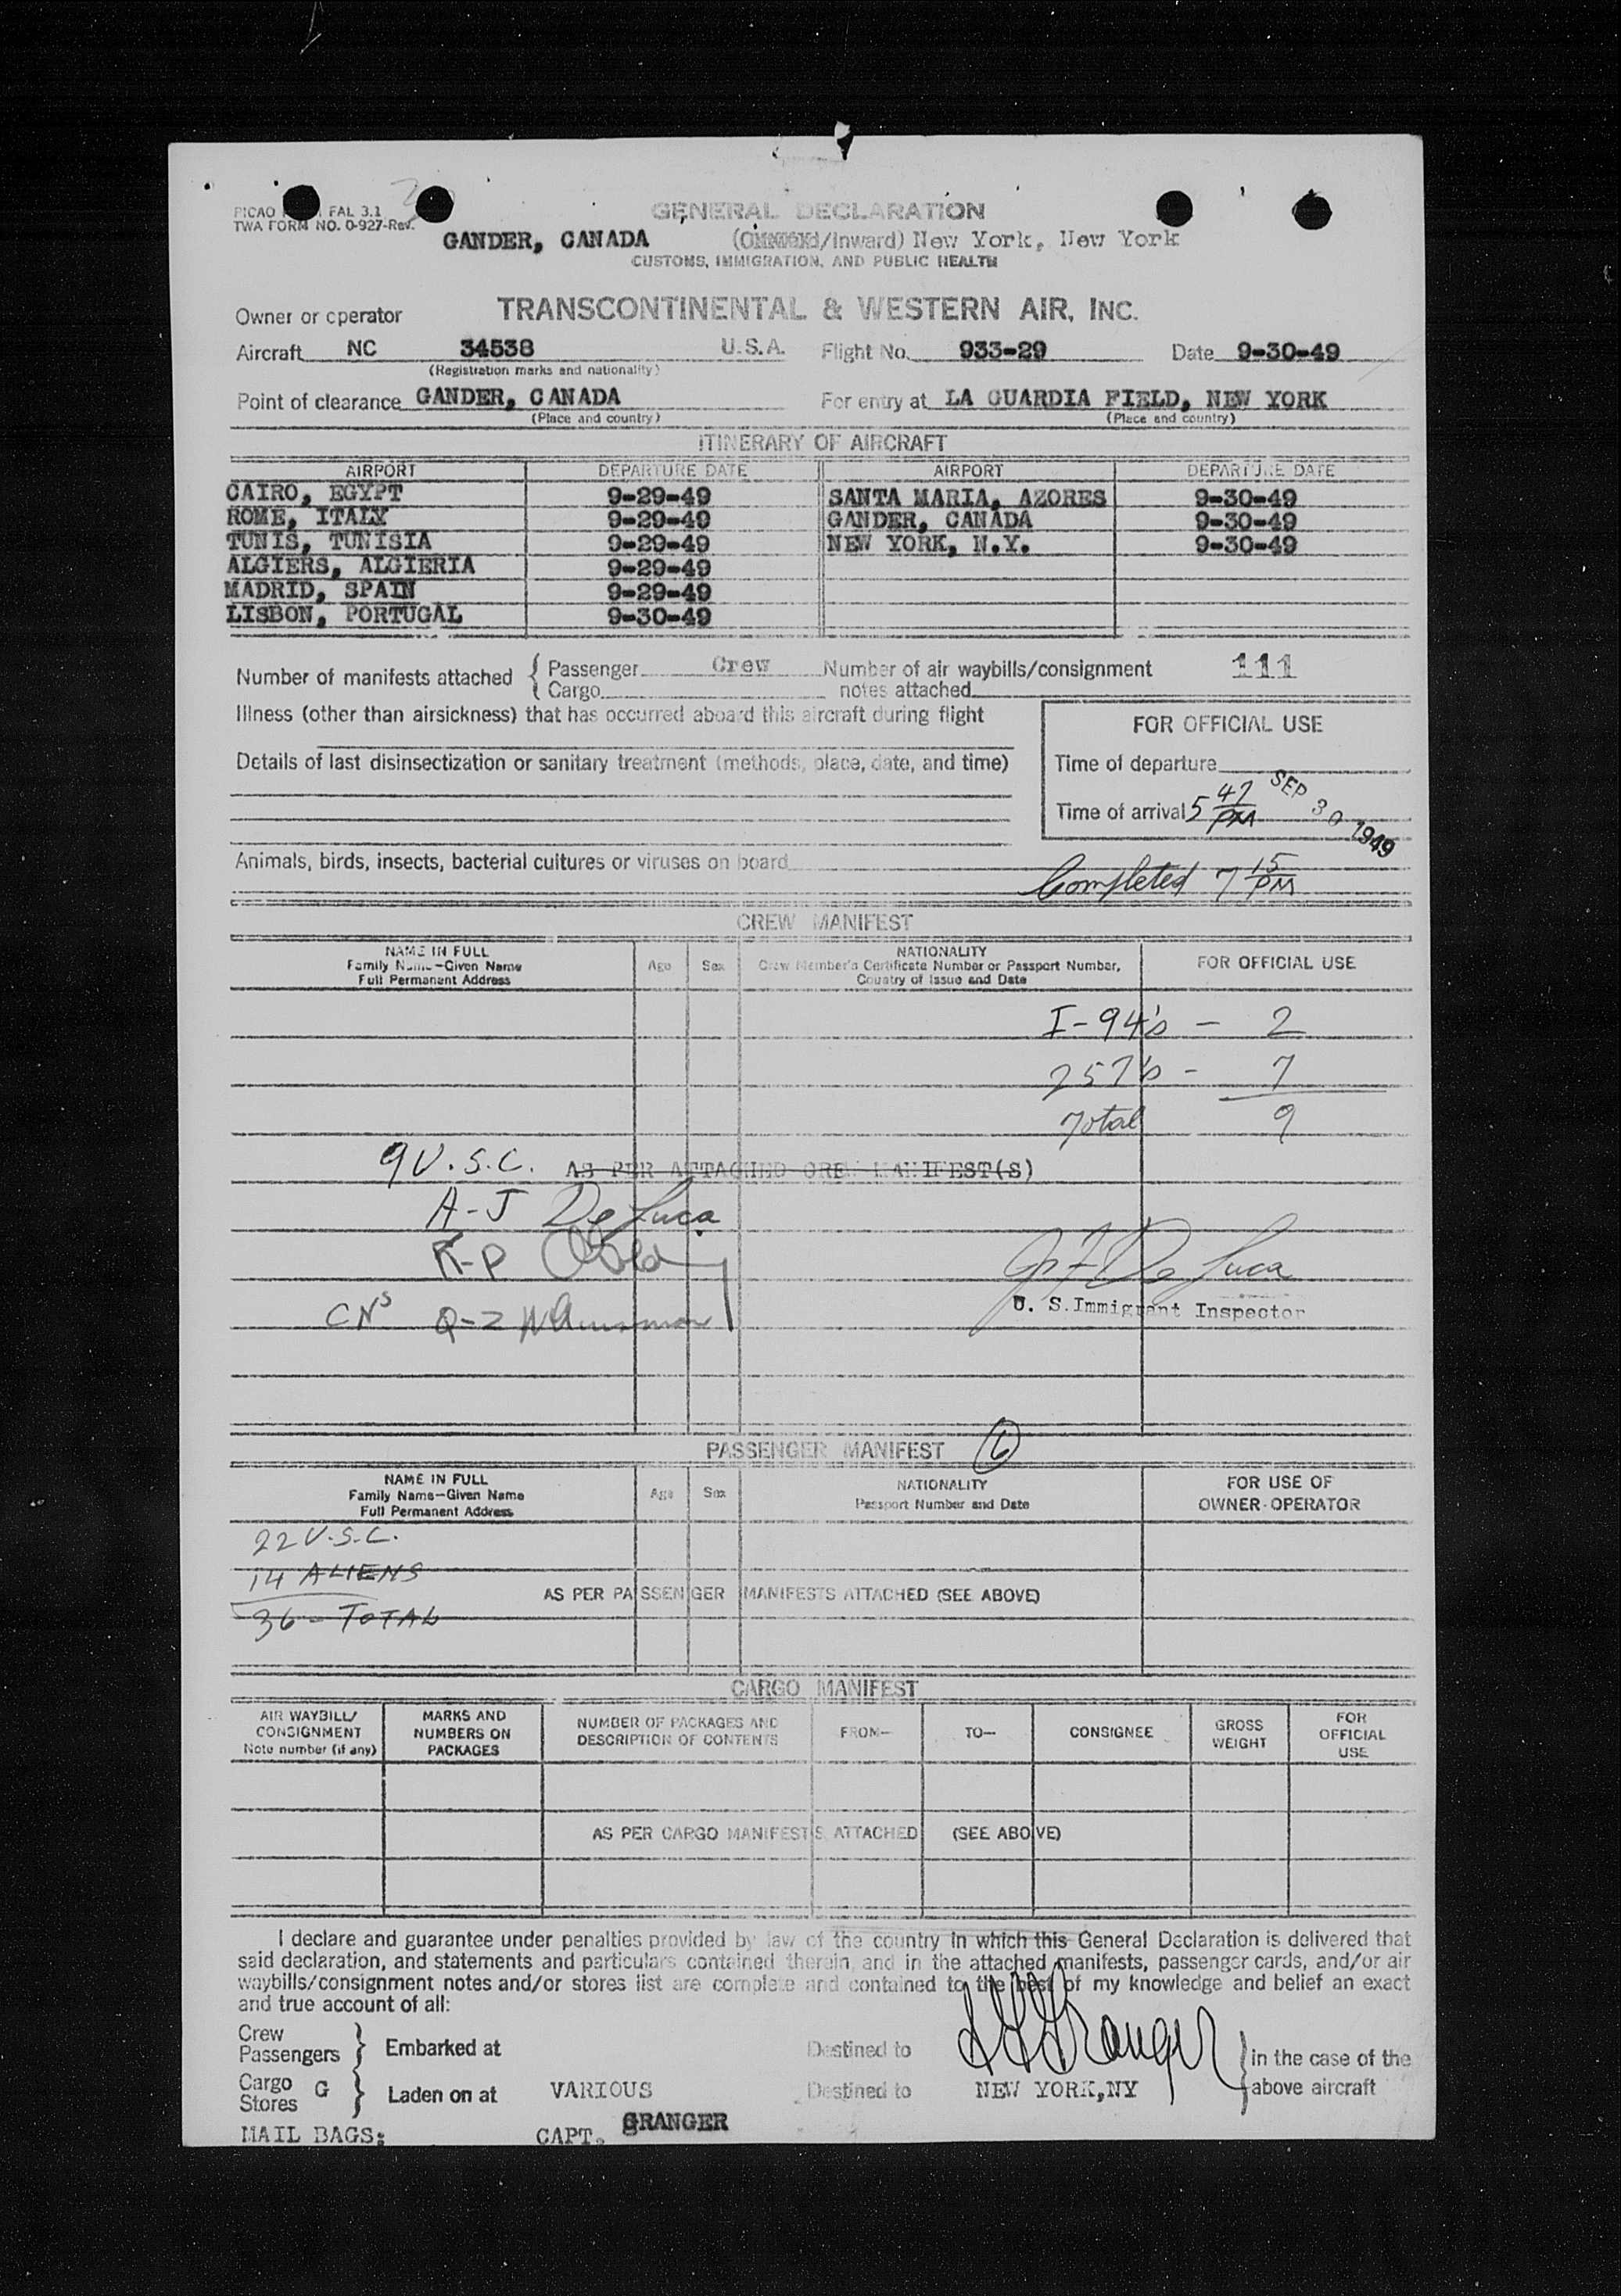 PICAO FAL 3.1
TWA FORM NO. O-927-Rev.
GENERAL DECLARATION
GANDER, CANADA (Outward/Inward) New York, New York
CUSTOMS, IMMIGRATION, AND PUBLIC HEALTH
Owner or operator TRANSCONTINENTAL & WESTERN AIR, INC.
Aircraft NC 34538 U.S.A. Flight No. 933-29 Date 9-30-49
(Registration marks and nationality)
Point of clearance GANDER, CANADA For entry at LA GUARDIA FIELD, NEW YORK
(Place and country) (Place and country)
ITINERARY OF AIRCRAFT
AIRPORT DEPARTURE DATE AIRPORT DEPARTURE DATE
CAIRO, EGYPT 9-29-49 SANTA MARIA, AZORES 9-30-49
ROME, ITALY 9-29-49 GANDER, CANADA 9-30-49
TUNIS, TUNISIA 9-29-49 NEW YORK, N.Y. 9-30-49
ALGIERS, ALGIERIA 9-29-49
MADRID, SPAIN 9-29-49
LISBON, PORTUGAL 9-30-49
Number of manifests attached { Passenger Crew Number of air waybills/consignment 111
Cargo notes attached
Illness (other than airsickness) that has occurred aboard this aircraft during flight
FOR OFFICIAL USE
Details of last disinsectization or sanitary treatment (methods, place, date, and time)
Time of departure
Time of arrival 5 47 PM SEP 30 1949
Animals, birds, insects, bacterial cultures or viruses on board
Completed 7 15 PM
CREW MANIFEST
NAME IN FULL
Family Name—Given Name
Full Permanent Address
Age Sex
NATIONALITY
Crew Member's Certificate Number or Passport Number,
Country of Issue and Date
FOR OFFICIAL USE
I-94's - 2
257's - 7
Total 9
9 U.S.C. AS PER ATTACHED CREW MANIFEST(S)
A-J De Luca
K-P
De Luca
U. S. Immigrant Inspector
CNs Q-Z
PASSENGER MANIFEST 6
NAME IN FULL
Family Name—Given Name
Full Permanent Address
Age Sex
NATIONALITY
Passport Number and Date
FOR USE OF
OWNER-OPERATOR
22 U.S.C.
14 ALIENS
AS PER PASSENGER MANIFESTS ATTACHED (SEE ABOVE)
36 - TOTAL
CARGO MANIFEST
AIR WAYBILL/
CONSIGNMENT
Note number (if any)
MARKS AND
NUMBERS ON
PACKAGES
NUMBER OF PACKAGES AND
DESCRIPTION OF CONTENTS
FROM—
TO—
CONSIGNEE
GROSS
WEIGHT
FOR
OFFICIAL
USE
AS PER CARGO MANIFESTS ATTACHED (SEE ABOVE)
I declare and guarantee under penalties provided by law of the country in which this General Declaration is delivered that
said declaration, and statements and particulars contained therein, and in the attached manifests, passenger cards, and/or air
waybills/consignment notes and/or stores list are complete and contained to the best of my knowledge and belief an exact
and true account of all:
Crew
Passengers } Embarked at Destined to Granger } in the case of the
Cargo G
Stores } Laden on at VARIOUS Destined to NEW YORK,NY above aircraft
MAIL BAGS: CAPT. GRANGER